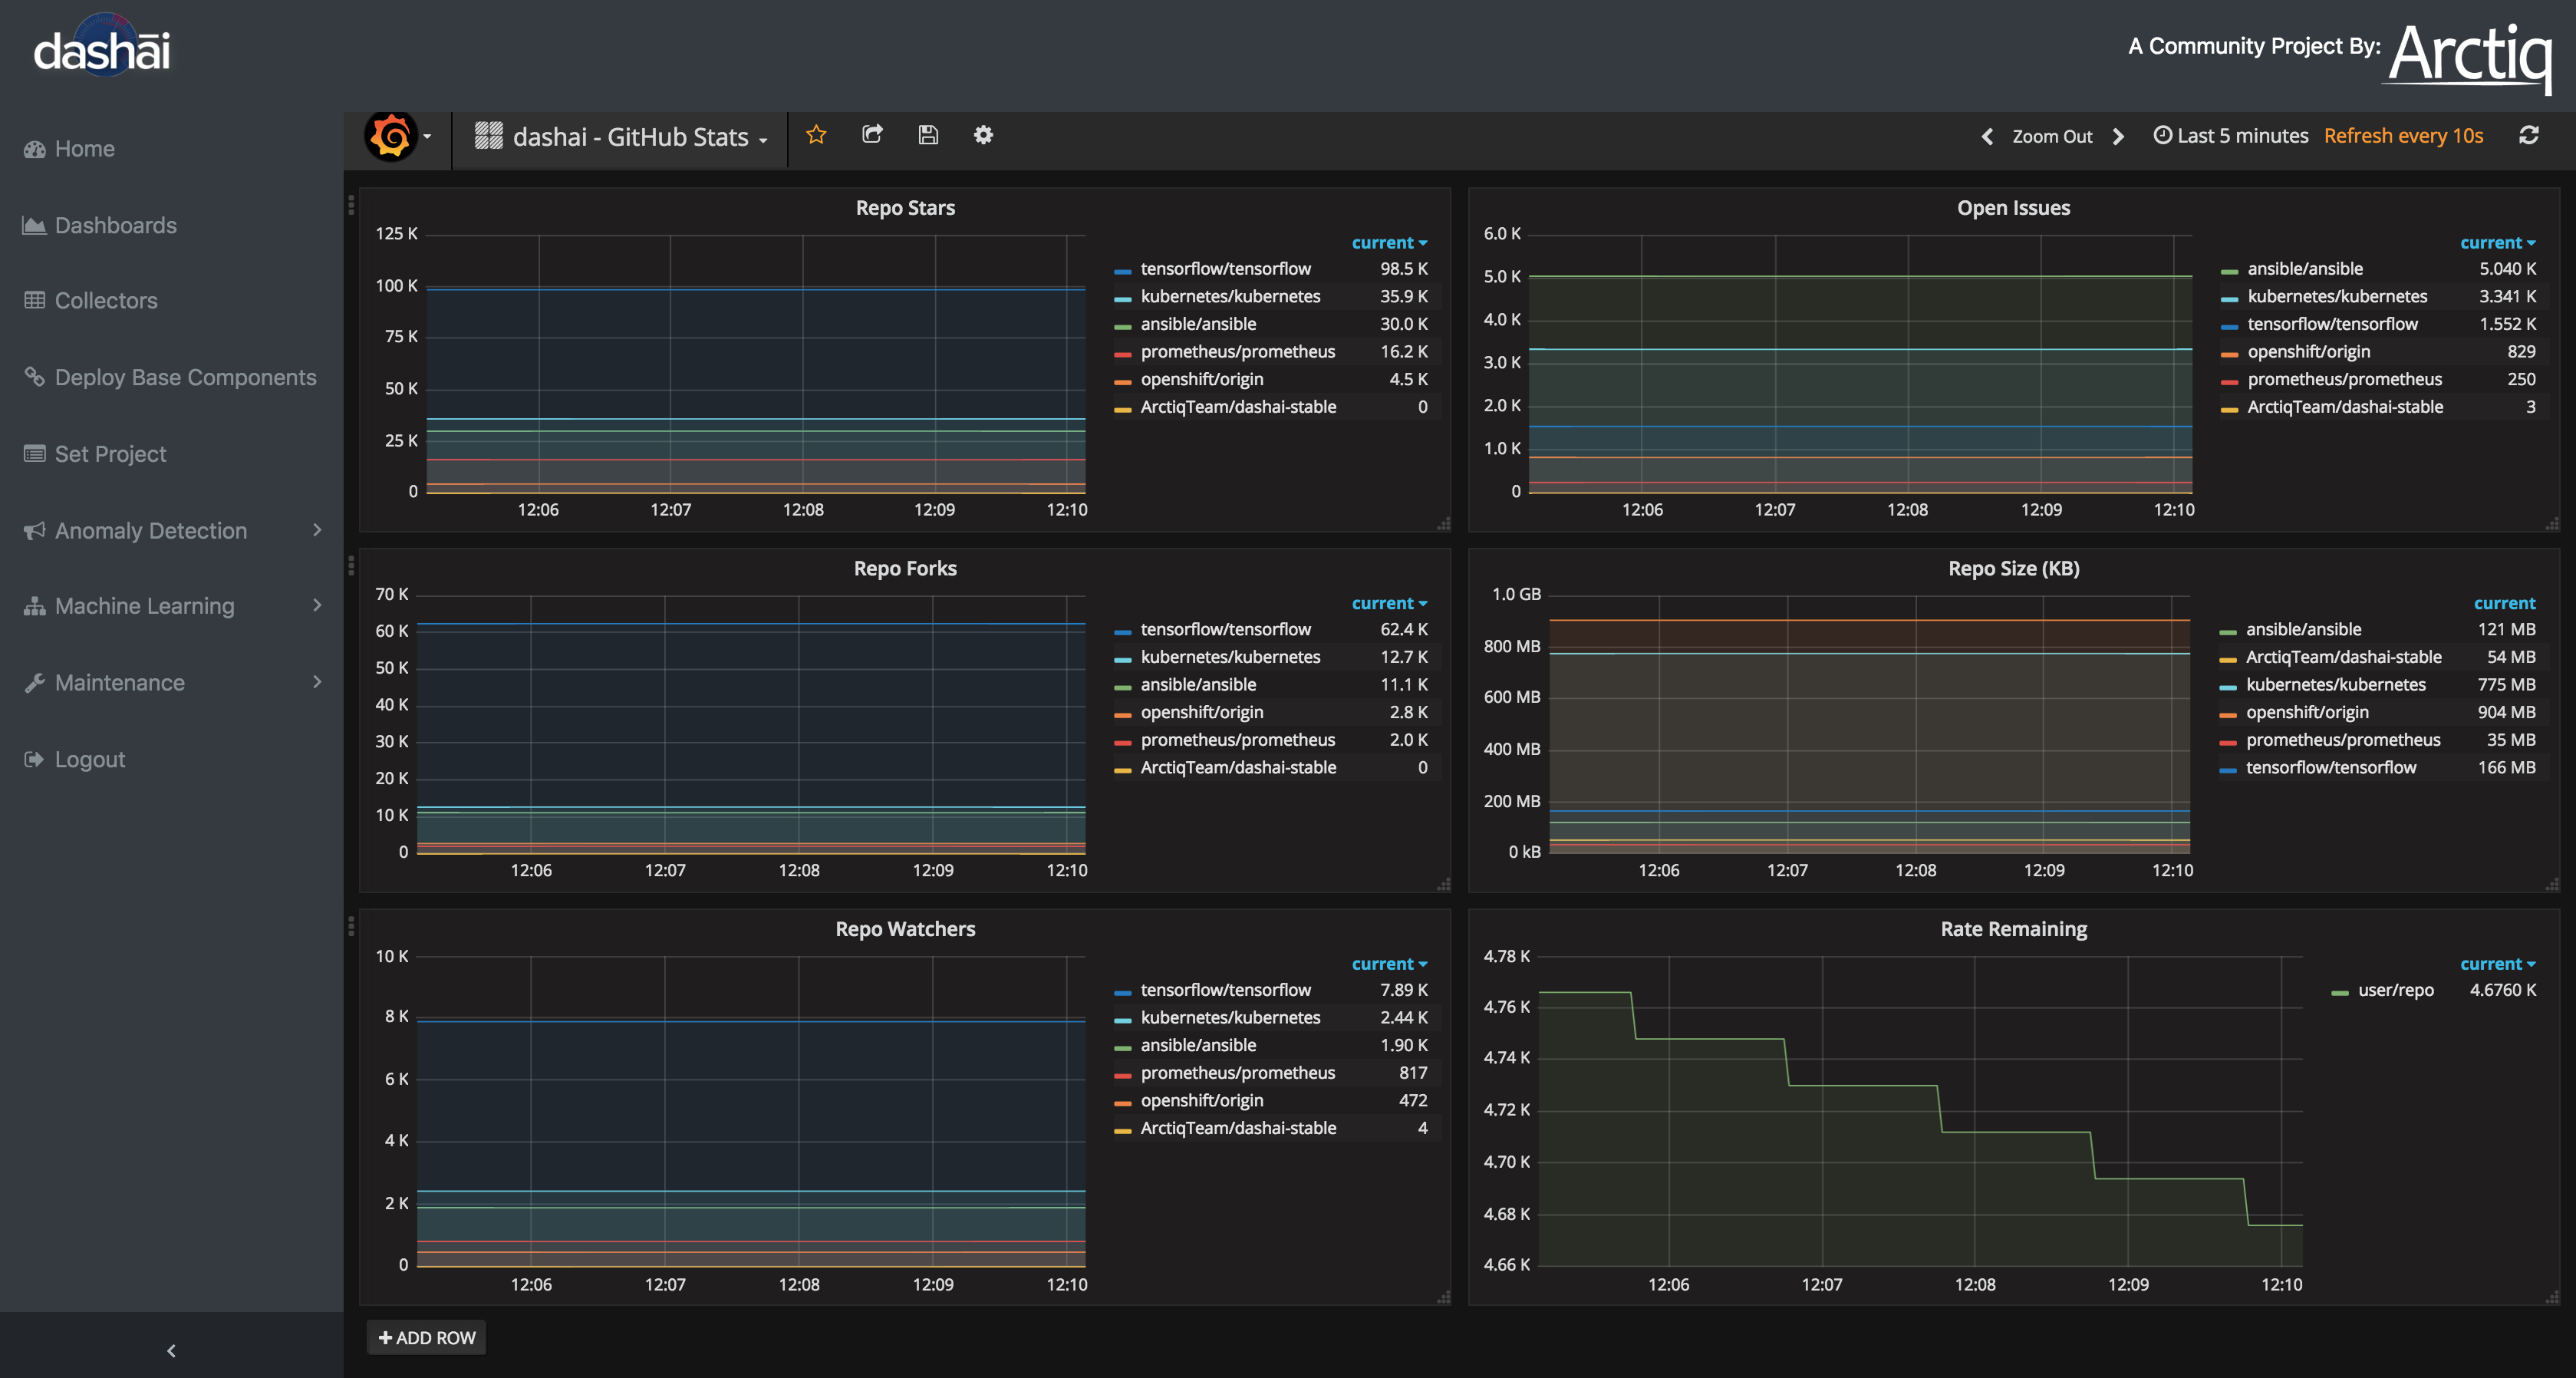 dashāi
A Community Project By: Arctiq
Home
Dashboards
Collectors
Deploy Base Components
Set Project
Anomaly Detection
Machine Learning
Maintenance
Logout
dashai - GitHub Stats
Zoom Out
Last 5 minutes
Refresh every 10s
Repo Stars
125 K
100 K
75 K
50 K
25 K
0
12:06 12:07 12:08 12:09 12:10
current
tensorflow/tensorflow 98.5 K
kubernetes/kubernetes 35.9 K
ansible/ansible 30.0 K
prometheus/prometheus 16.2 K
openshift/origin 4.5 K
ArctiqTeam/dashai-stable 0
Open Issues
6.0 K
5.0 K
4.0 K
3.0 K
2.0 K
1.0 K
0
12:06 12:07 12:08 12:09 12:10
current
ansible/ansible 5.040 K
kubernetes/kubernetes 3.341 K
tensorflow/tensorflow 1.552 K
openshift/origin 829
prometheus/prometheus 250
ArctiqTeam/dashai-stable 3
Repo Forks
70 K
60 K
50 K
40 K
30 K
20 K
10 K
0
12:06 12:07 12:08 12:09 12:10
current
tensorflow/tensorflow 62.4 K
kubernetes/kubernetes 12.7 K
ansible/ansible 11.1 K
openshift/origin 2.8 K
prometheus/prometheus 2.0 K
ArctiqTeam/dashai-stable 0
Repo Size (KB)
1.0 GB
800 MB
600 MB
400 MB
200 MB
0 kB
12:06 12:07 12:08 12:09 12:10
current
ansible/ansible 121 MB
ArctiqTeam/dashai-stable 54 MB
kubernetes/kubernetes 775 MB
openshift/origin 904 MB
prometheus/prometheus 35 MB
tensorflow/tensorflow 166 MB
Repo Watchers
10 K
8 K
6 K
4 K
2 K
0
12:06 12:07 12:08 12:09 12:10
current
tensorflow/tensorflow 7.89 K
kubernetes/kubernetes 2.44 K
ansible/ansible 1.90 K
prometheus/prometheus 817
openshift/origin 472
ArctiqTeam/dashai-stable 4
Rate Remaining
4.78 K
4.76 K
4.74 K
4.72 K
4.70 K
4.68 K
4.66 K
12:06 12:07 12:08 12:09 12:10
current
user/repo 4.6760 K
+ ADD ROW